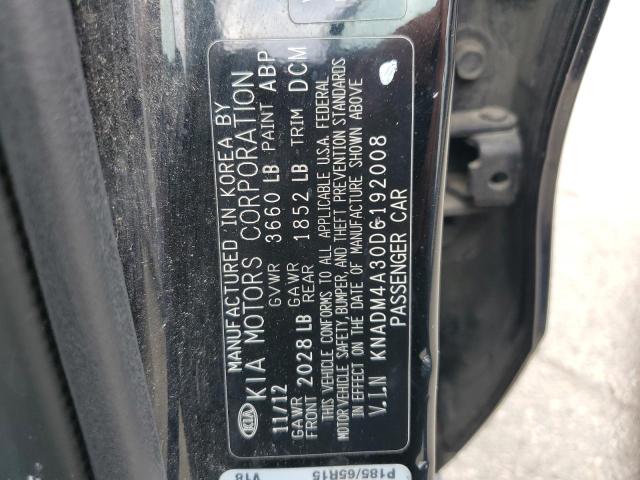 KIA
MANUFACTURED IN KOREA BY
KIA MOTORS CORPORATION
11/12 GVWR 3660 LB PAINT ABP
GAWR FRONT 2028 LB GAWR REAR 1852 LB TRIM DCM
THIS VEHICLE CONFORMS TO ALL APPLICABLE U.S.A. FEDERAL
MOTOR VEHICLE SAFETY, BUMPER, AND THEFT PREVENTION STANDARDS
IN EFFECT ON THE DATE OF MANUFACTURE SHOWN ABOVE
V.I.N KNADM4A30D6192008
PASSENGER CAR
P185/65R15
V18